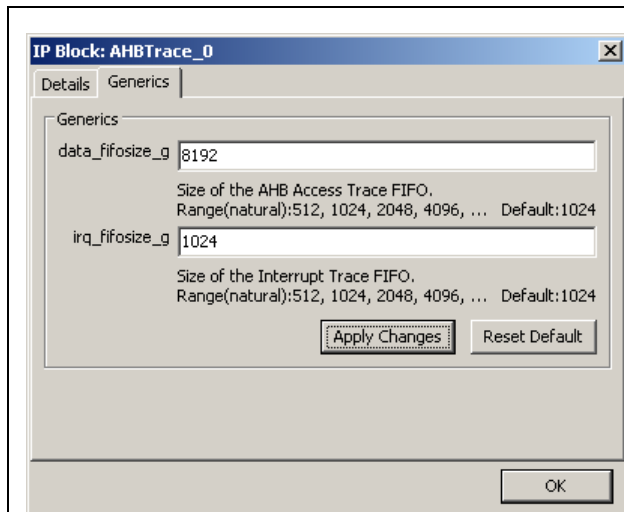 IP Block: AHBTrace_0
Details Generics
Generics
data_fifosize_g 8192
Size of the AHB Access Trace FIFO.
Range(natural):512, 1024, 2048, 4096, ... Default:1024
irq_fifosize_g 1024
Size of the Interrupt Trace FIFO.
Range(natural):512, 1024, 2048, 4096, ... Default:1024
Apply Changes Reset Default
OK